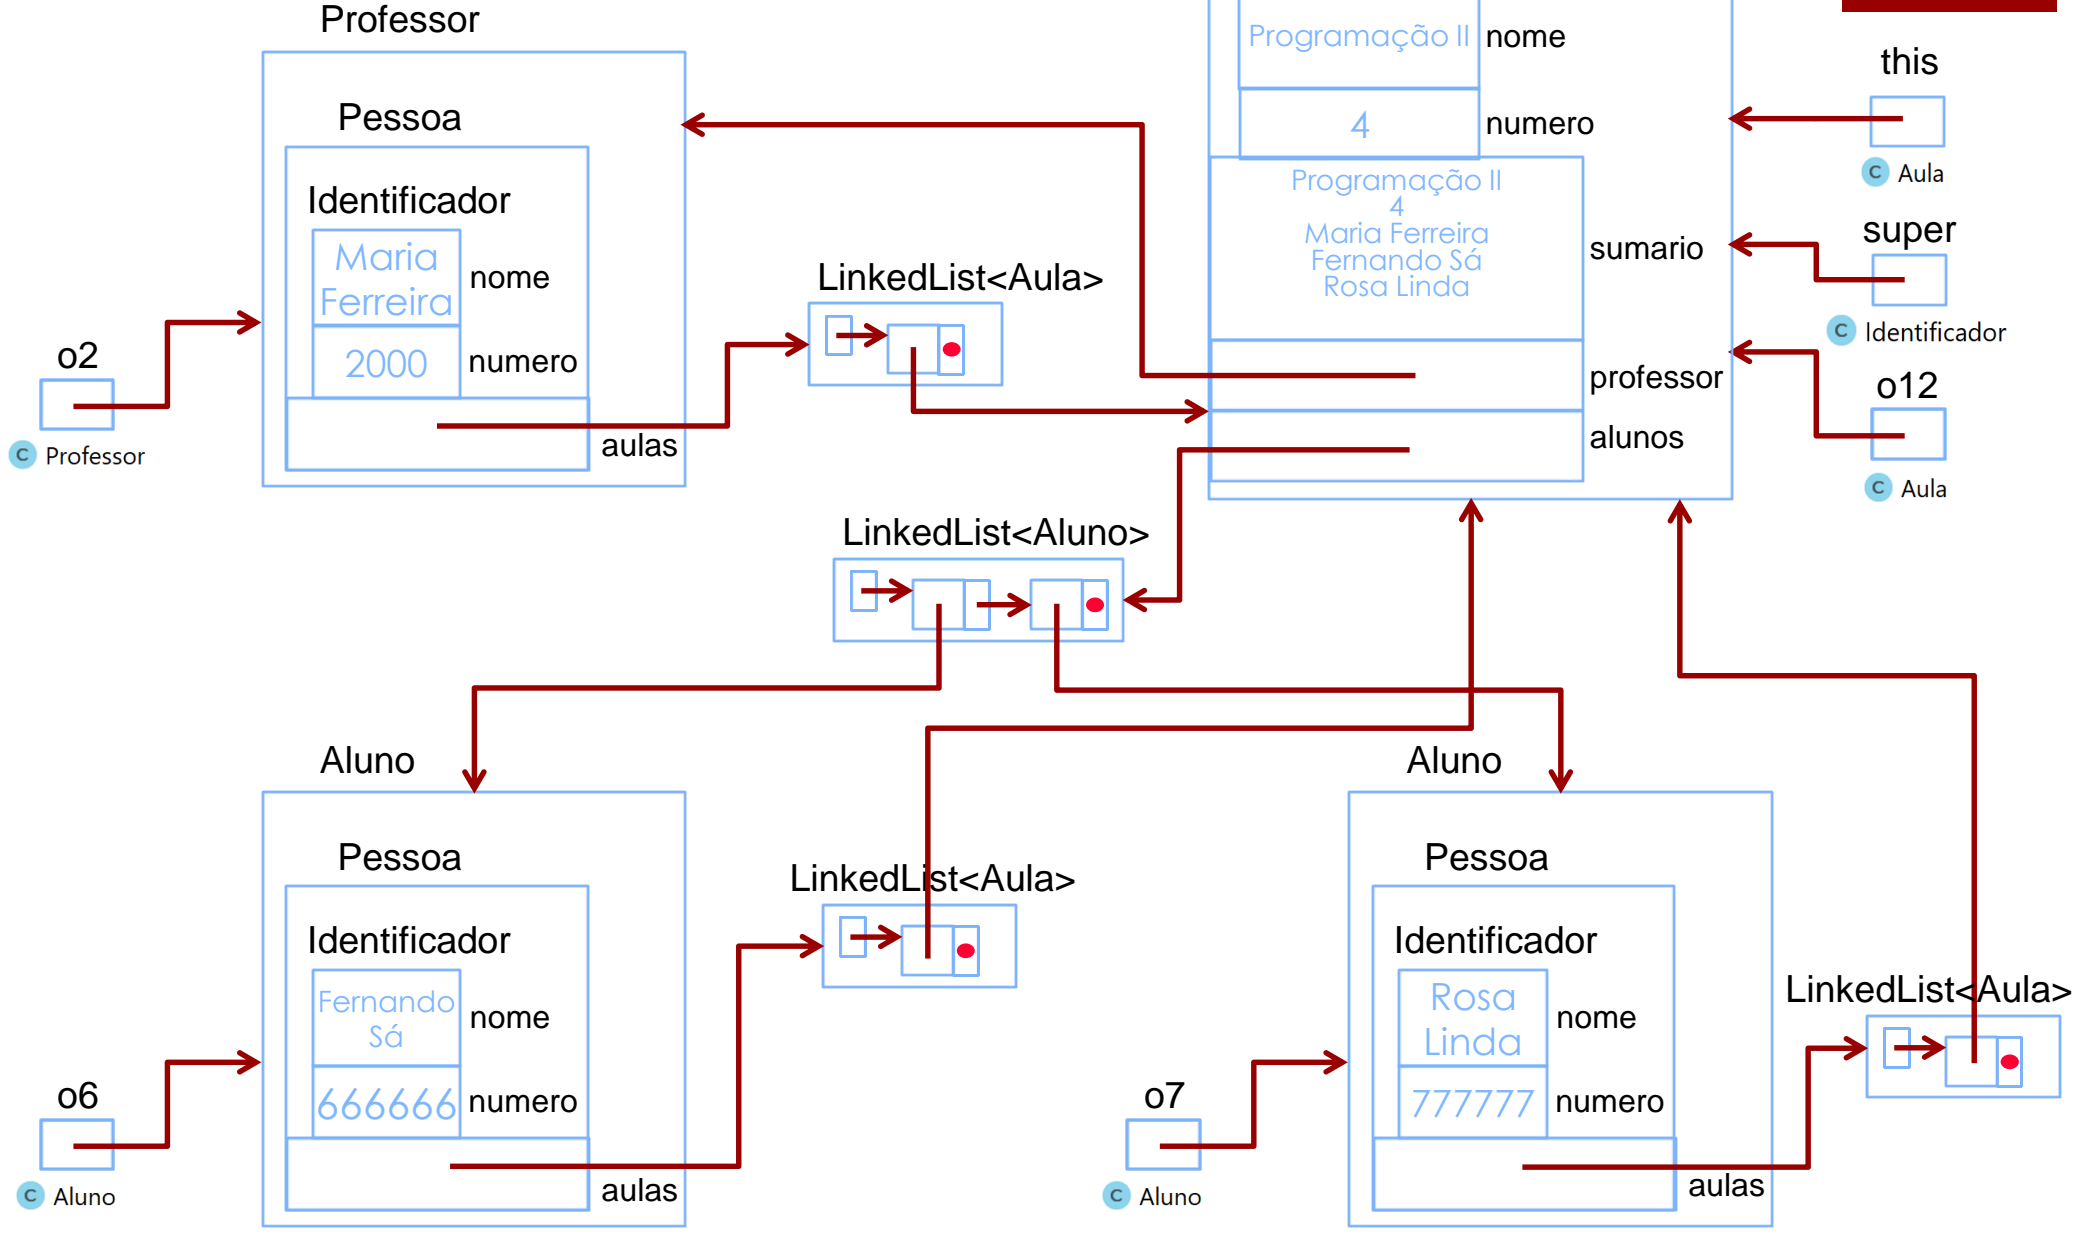 Professor
Pessoa
Identificador
Maria
Ferreira
nome
2000
numero
aulas
o2
C Professor
LinkedList<Aula>
Programação II
nome
4
numero
Programação II
4
Maria Ferreira
Fernando Sá
Rosa Linda
sumario
professor
alunos
this
C Aula
super
C Identificador
o12
C Aula
LinkedList<Aluno>
Aluno
Pessoa
Identificador
Fernando
Sá
nome
666666
numero
aulas
o6
C Aluno
LinkedList<Aula>
Aluno
Pessoa
Identificador
Rosa
Linda
nome
777777
numero
aulas
o7
C Aluno
LinkedList<Aula>